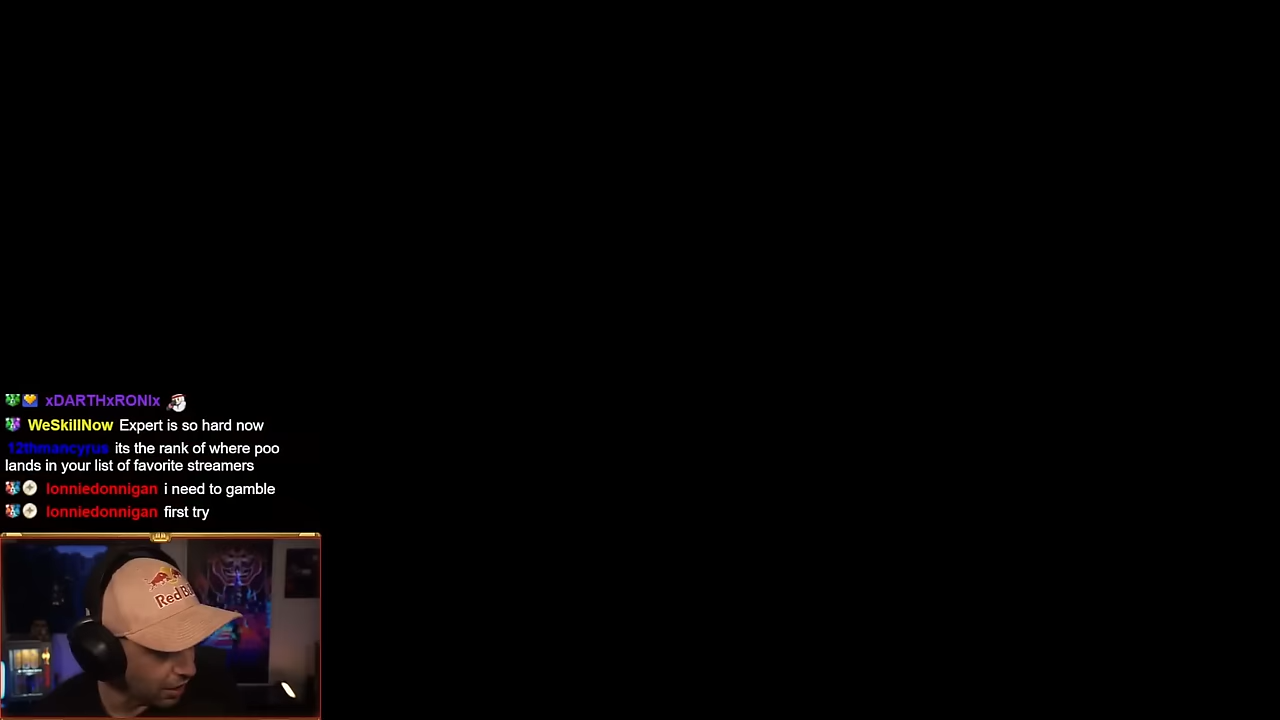 xDARTHxRONIx
WeSkillNow Expert is so hard now
12thmancyrus its the rank of where poo
lands in your list of favorite streamers
lonniedonnigan i need to gamble
lonniedonnigan first try
Red Bull